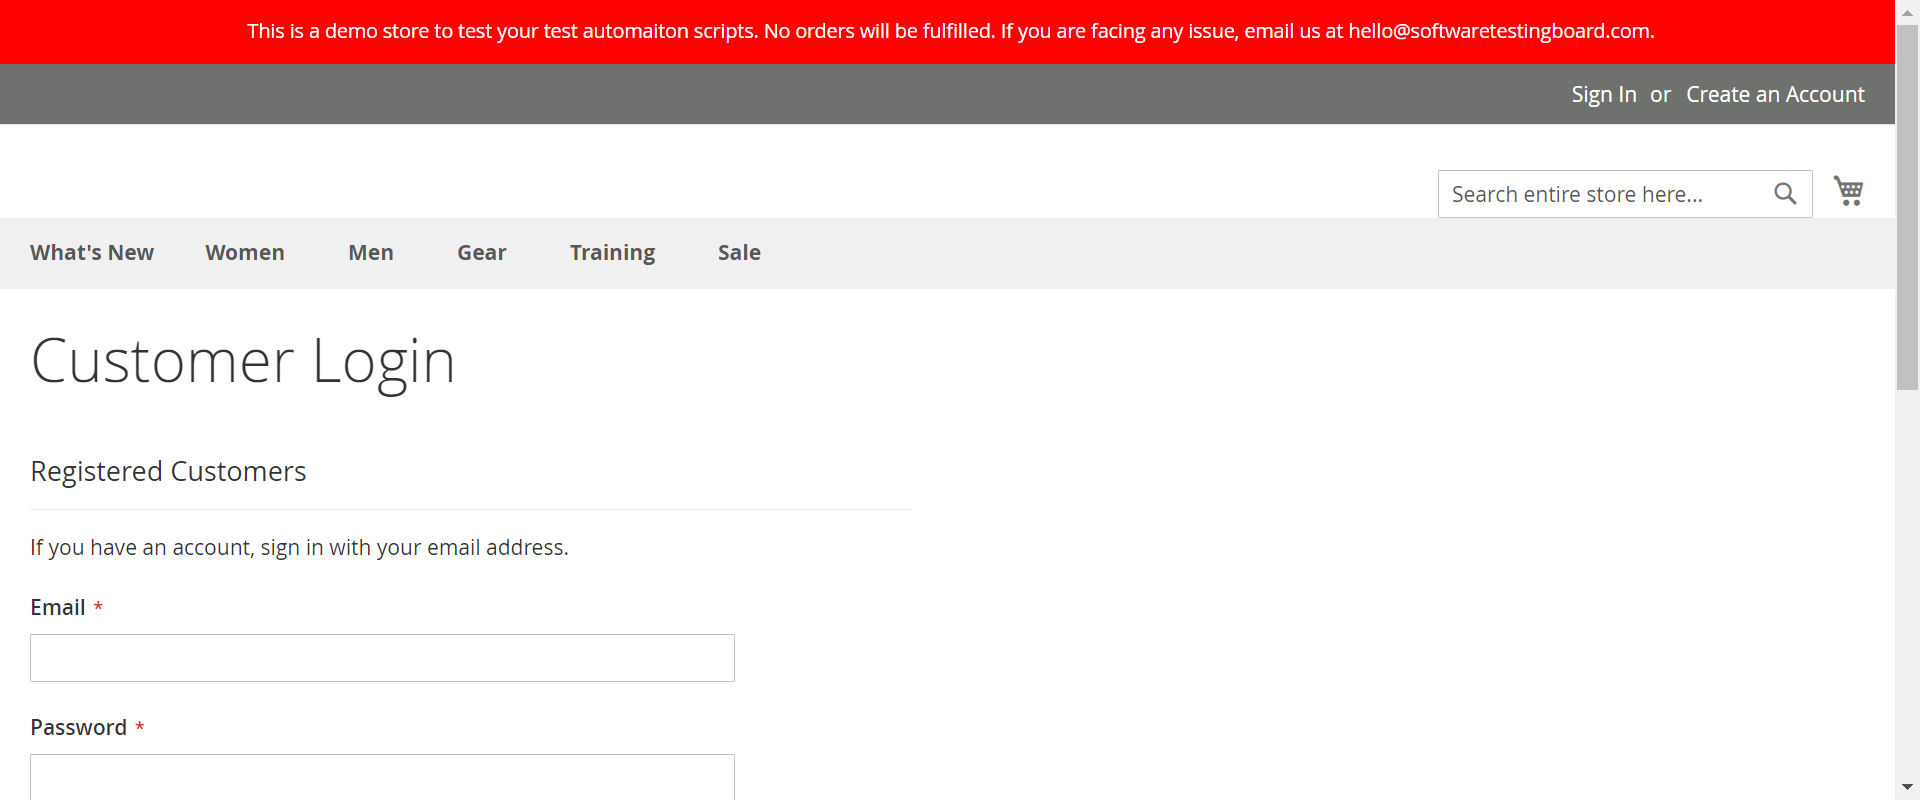 This is a demo store to test your test automaiton scripts. No orders will be fulfilled. If you are facing any issue, email us at hello@softwaretestingboard.com.
Sign In or Create an Account
Search entire store here...
What's New Women Men Gear Training Sale
Customer Login
Registered Customers
If you have an account, sign in with your email address.
Email *
Password *